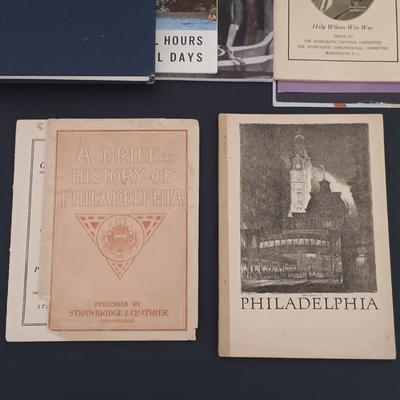 L HOURS
L DAYS
Help Wilson Win War
ISSUED BY
THE DEMOCRATIC NATIONAL COMMITTEE
THE DEMOCRATIC CONGRESSIONAL COMMITTEE
WASHINGTON, D. C.
A BRIEF
HISTORY OF
PHILADELPHIA
PUBLISHED BY
STRAWBRIDGE & CLOTHIER
PHILADELPHIA
PHILADELPHIA